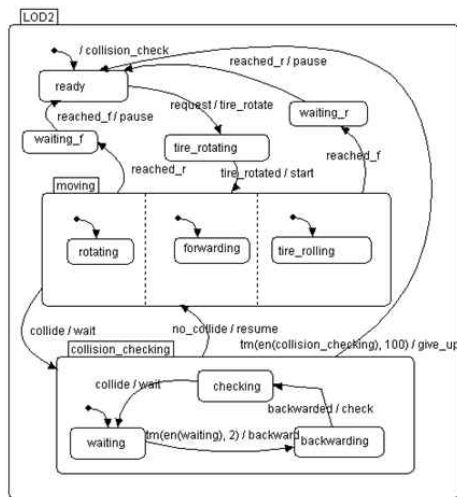 LOD2
/ collision_check
reached_r / pause
ready
request / tire_rotate
waiting_r
reached_f / pause
waiting_f
tire_rotating
reached_f
reached_r
tire_rotated / start
moving
rotating
forwarding
tire_rolling
collide / wait
no_collide / resume
tm(en(collision_checking), 100) / give_up
collision_checking
collide / wait
checking
backwarded / check
waiting
tm(en(waiting), 2) / backward
backwarding